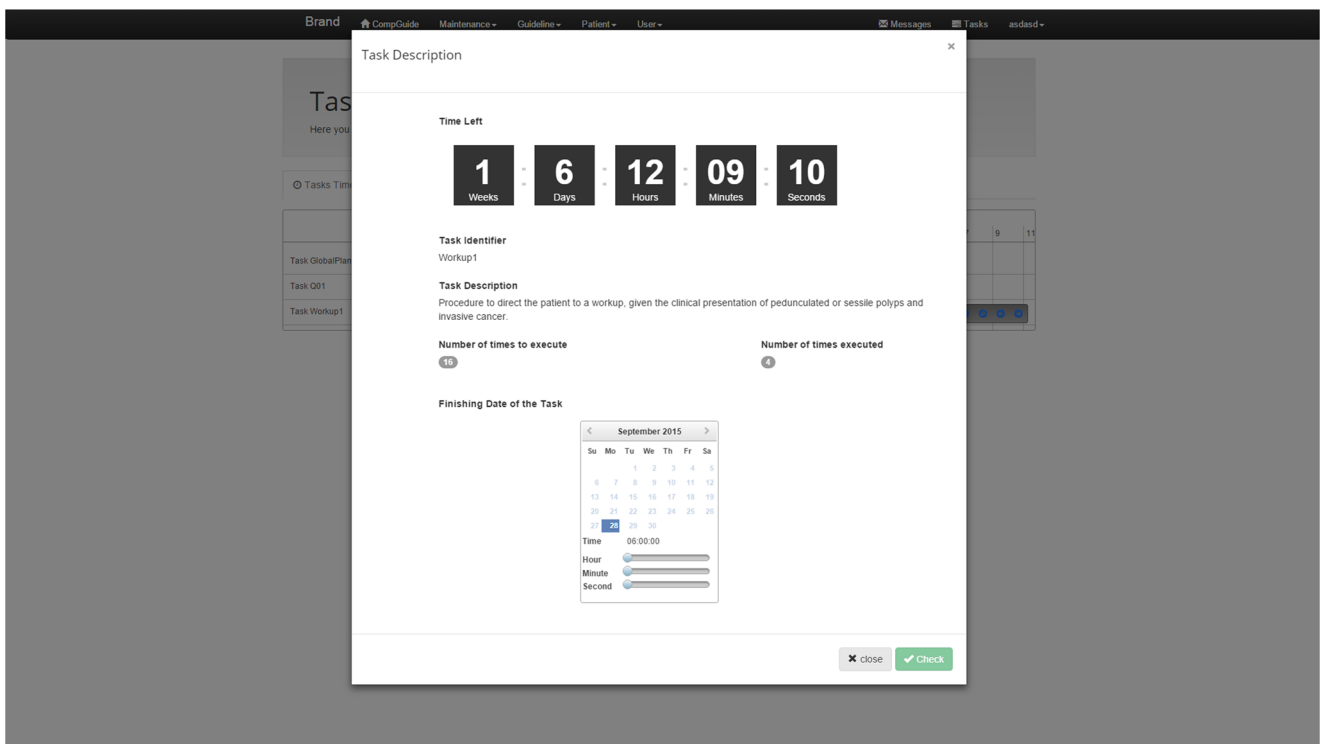 Brand CompGuide Maintenance Guideline Patient User Messages Tasks asdasd
Task Description ×
Tas
Here you
Tasks Tim
9 11
Task GlobalPlan
Task Q01
Task Workup1
Time Left
1 : 6 : 12 : 09 : 10
Weeks Days Hours Minutes Seconds
Task Identifier
Workup1
Task Description
Procedure to direct the patient to a workup, given the clinical presentation of pedunculated or sessile polyps and
invasive cancer.
Number of times to execute Number of times executed
16 4
Finishing Date of the Task
September 2015
Su Mo Tu We Th Fr Sa
1 2 3 4 5
6 7 8 9 10 11 12
13 14 15 16 17 18 19
20 21 22 23 24 25 26
27 28 29 30
Time 06:00:00
Hour
Minute
Second
close Check